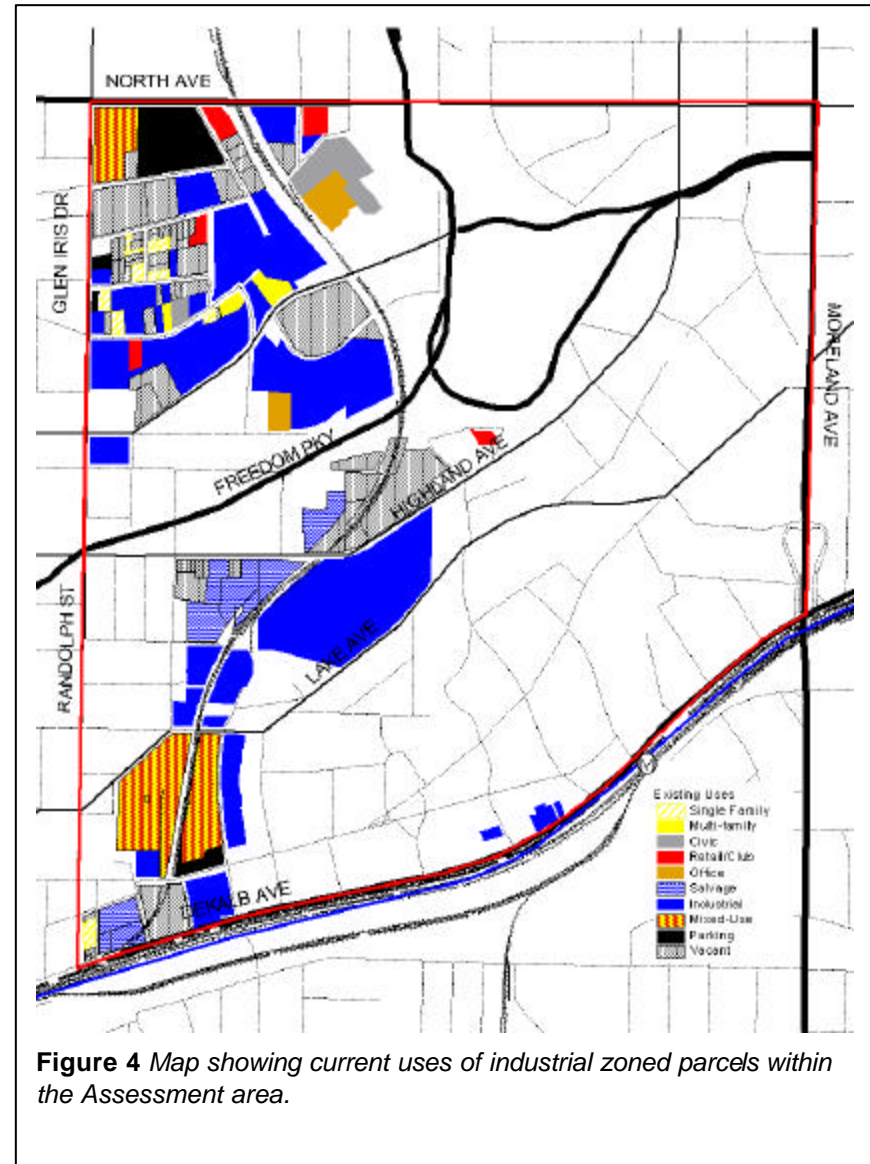 NORTH AVE
GLEN IRIS DR
MORELAND AVE
FREEDOM PKY
HIGHLAND AVE
RANDOLPH ST
LAKE AVE
DEKALB AVE
Existing Uses
Single Family
Multi-family
Civic
Retail/Club
Office
Salvage
Industrial
Mixed-Use
Parking
Vacant
Figure 4 Map showing current uses of industrial zoned parcels within
the Assessment area.